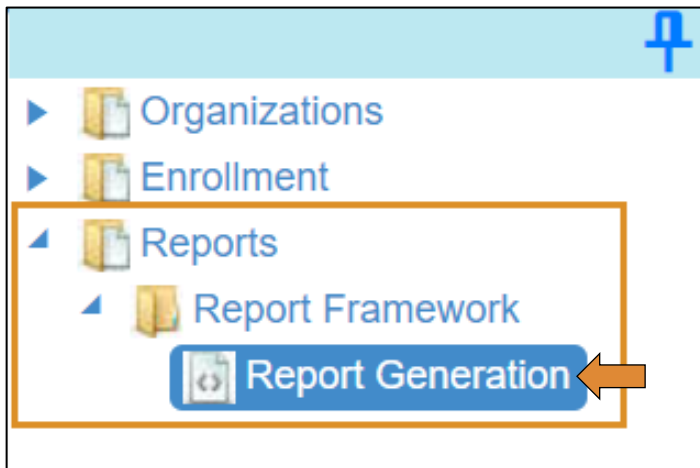 Organizations
Enrollment
Reports
Report Framework
Report Generation